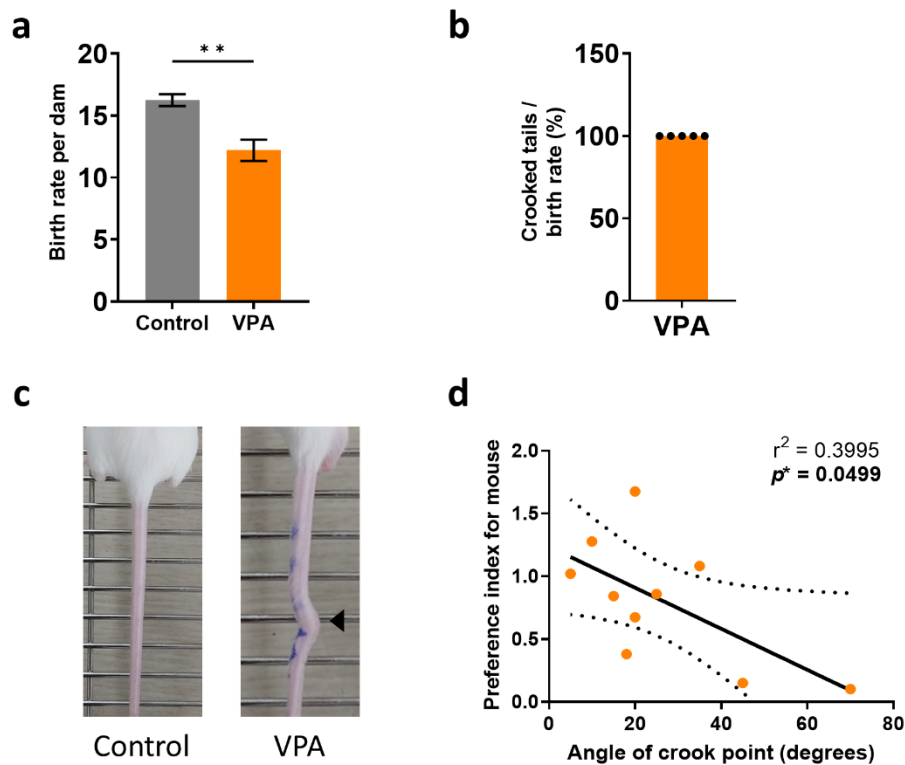 a
**
20
15
10
5
0
Birth rate per dam
Control
VPA
b
150
100
50
0
Crooked tails /
birth rate (%)
VPA
c
Control
VPA
d
r² = 0.3995
p* = 0.0499
2.0
1.5
1.0
0.5
0.0
Preference index for mouse
0
20
40
60
80
Angle of crook point (degrees)